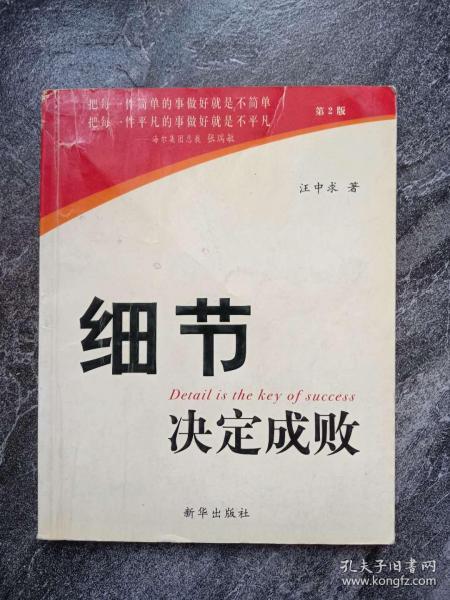 把每一件简单的事做好就是不简单
把每一件平凡的事做好就是不平凡
海尔集团总裁 张瑞敏
第2版
汪中求 著
细节
Detail is the key of success
决定成败
新华出版社
孔夫子旧书网
www.kongfz.com